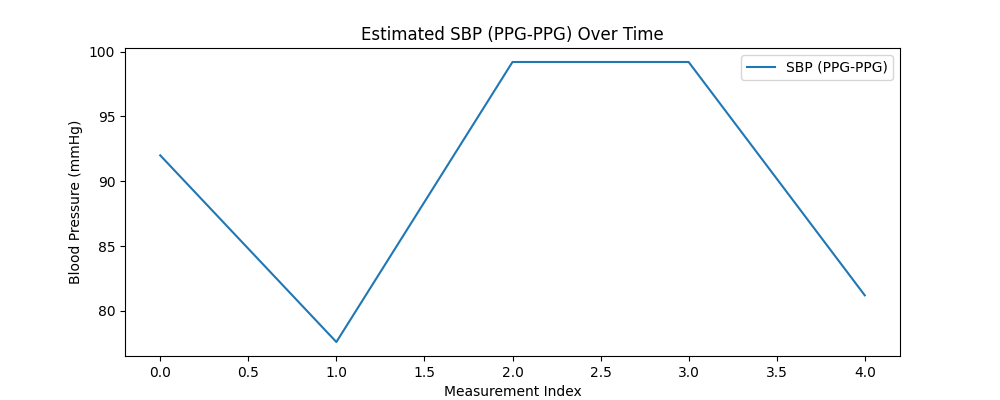 Estimated SBP (PPG-PPG) Over Time
SBP (PPG-PPG)
Blood Pressure (mmHg)
100
95
90
85
80
0.0 0.5 1.0 1.5 2.0 2.5 3.0 3.5 4.0
Measurement Index